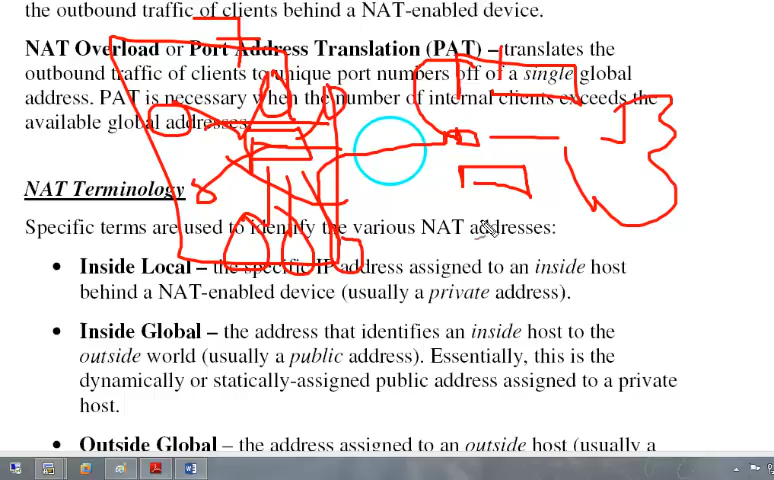 the outbound traffic of clients behind a NAT-enabled device.
NAT Overload or Port Address Translation (PAT) – translates the
outbound traffic of clients to unique port numbers off of a single global
address. PAT is necessary when the number of internal clients exceeds the
available global addresses.
NAT Terminology
Specific terms are used to identify the various NAT addresses:
• Inside Local – the specific IP address assigned to an inside host
behind a NAT-enabled device (usually a private address).
• Inside Global – the address that identifies an inside host to the
outside world (usually a public address). Essentially, this is the
dynamically or statically-assigned public address assigned to a private
host.
• Outside Global – the address assigned to an outside host (usually a